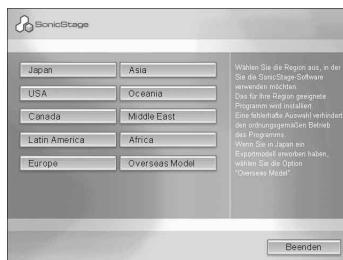 SonicStage
Japan
Asia
USA
Oceania
Canada
Middle East
Latin America
Africa
Europe
Overseas Model
Wählen Sie die Region aus, in der
Sie die SonicStage-Software
verwenden möchten.
Das für Ihre Region geeignete
Programm wird installiert.
Eine fehlerhafte Auswahl verhindert
den ordnungsgemäßen Betrieb
des Programms.
Wenn Sie in Japan ein
Exportmodell erworben haben,
wählen Sie die Option
"Overseas Model".
Beenden